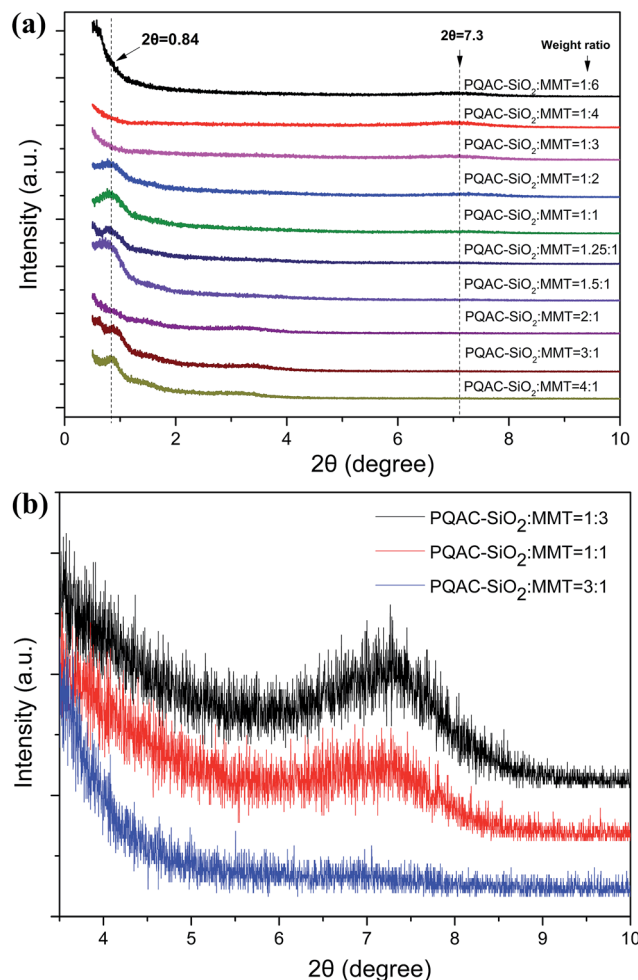 (a)
2θ=0.84
2θ=7.3
Weight ratio
PQAC-SiO₂:MMT=1:6
PQAC-SiO₂:MMT=1:4
PQAC-SiO₂:MMT=1:3
PQAC-SiO₂:MMT=1:2
PQAC-SiO₂:MMT=1:1
PQAC-SiO₂:MMT=1.25:1
PQAC-SiO₂:MMT=1.5:1
PQAC-SiO₂:MMT=2:1
PQAC-SiO₂:MMT=3:1
PQAC-SiO₂:MMT=4:1
Intensity (a.u.)
0 2 4 6 8 10
2θ (degree)
(b)
PQAC-SiO₂:MMT=1:3
PQAC-SiO₂:MMT=1:1
PQAC-SiO₂:MMT=3:1
Intensity (a.u.)
4 5 6 7 8 9 10
2θ (degree)